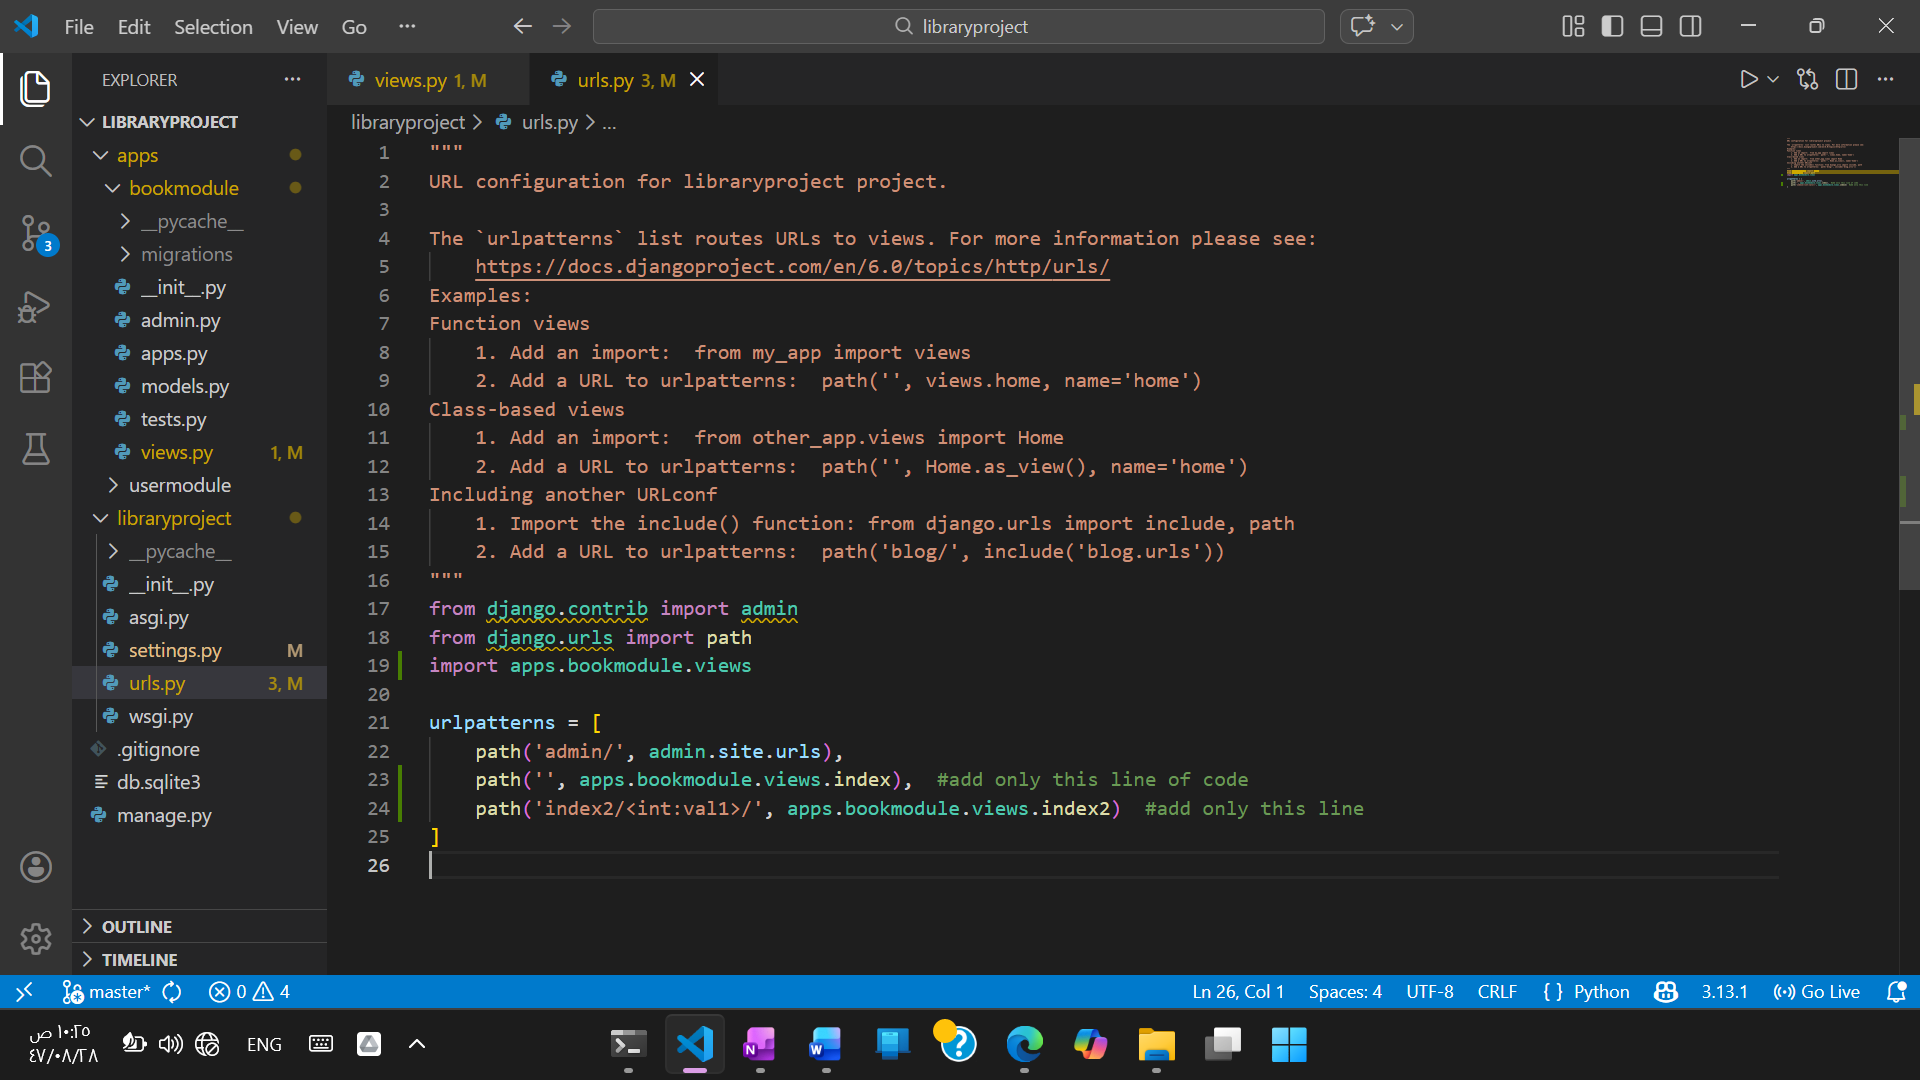 File Edit Selection View Go ···
libraryproject
EXPLORER
LIBRARYPROJECT
apps
bookmodule
__pycache__
migrations
__init__.py
admin.py
apps.py
models.py
tests.py
views.py 1, M
usermodule
libraryproject
__pycache__
__init__.py
asgi.py
settings.py M
urls.py 3, M
wsgi.py
.gitignore
db.sqlite3
manage.py
OUTLINE
TIMELINE
3
views.py 1, M
urls.py 3, M
libraryproject > urls.py > ...
1 """
2 URL configuration for libraryproject project.
3
4 The `urlpatterns` list routes URLs to views. For more information please see:
5 https://docs.djangoproject.com/en/6.0/topics/http/urls/
6 Examples:
7 Function views
8 1. Add an import:  from my_app import views
9 2. Add a URL to urlpatterns:  path('', views.home, name='home')
10 Class-based views
11 1. Add an import:  from other_app.views import Home
12 2. Add a URL to urlpatterns:  path('', Home.as_view(), name='home')
13 Including another URLconf
14 1. Import the include() function: from django.urls import include, path
15 2. Add a URL to urlpatterns:  path('blog/', include('blog.urls'))
16 """
17 from django.contrib import admin
18 from django.urls import path
19 import apps.bookmodule.views
20
21 urlpatterns = [
22 path('admin/', admin.site.urls),
23 path('', apps.bookmodule.views.index),  #add only this line of code
24 path('index2/<int:val1>/', apps.bookmodule.views.index2)  #add only this line
25 ]
26
master* 0 4
Ln 26, Col 1 Spaces: 4 UTF-8 CRLF { } Python 3.13.1 Go Live
١٠:٢٥ ص
٤٧/٠٨/٢٨
ENG